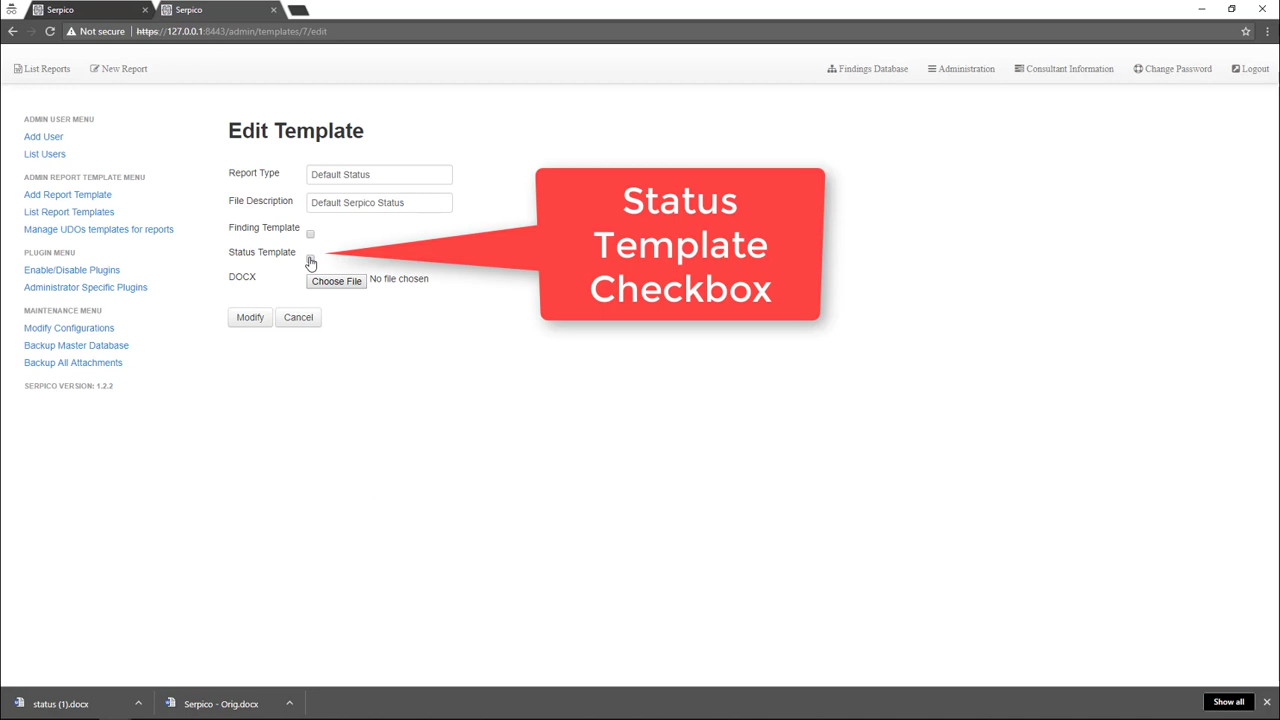 Serpico
Serpico
Not secure
https://127.0.0.1:8443/admin/templates/7/edit
List Reports
New Report
Findings Database
Administration
Consultant Information
Change Password
Logout
ADMIN USER MENU
Add User
List Users
ADMIN REPORT TEMPLATE MENU
Add Report Template
List Report Templates
Manage UDOs templates for reports
PLUGIN MENU
Enable/Disable Plugins
Administrator Specific Plugins
MAINTENANCE MENU
Modify Configurations
Backup Master Database
Backup All Attachments
SERPICO VERSION: 1.2.2
Edit Template
Report Type
Default Status
File Description
Default Serpico Status
Finding Template
Status Template
DOCX
Choose File
No file chosen
Modify
Cancel
Status
Template
Checkbox
status (1).docx
Serpico - Orig.docx
Show all